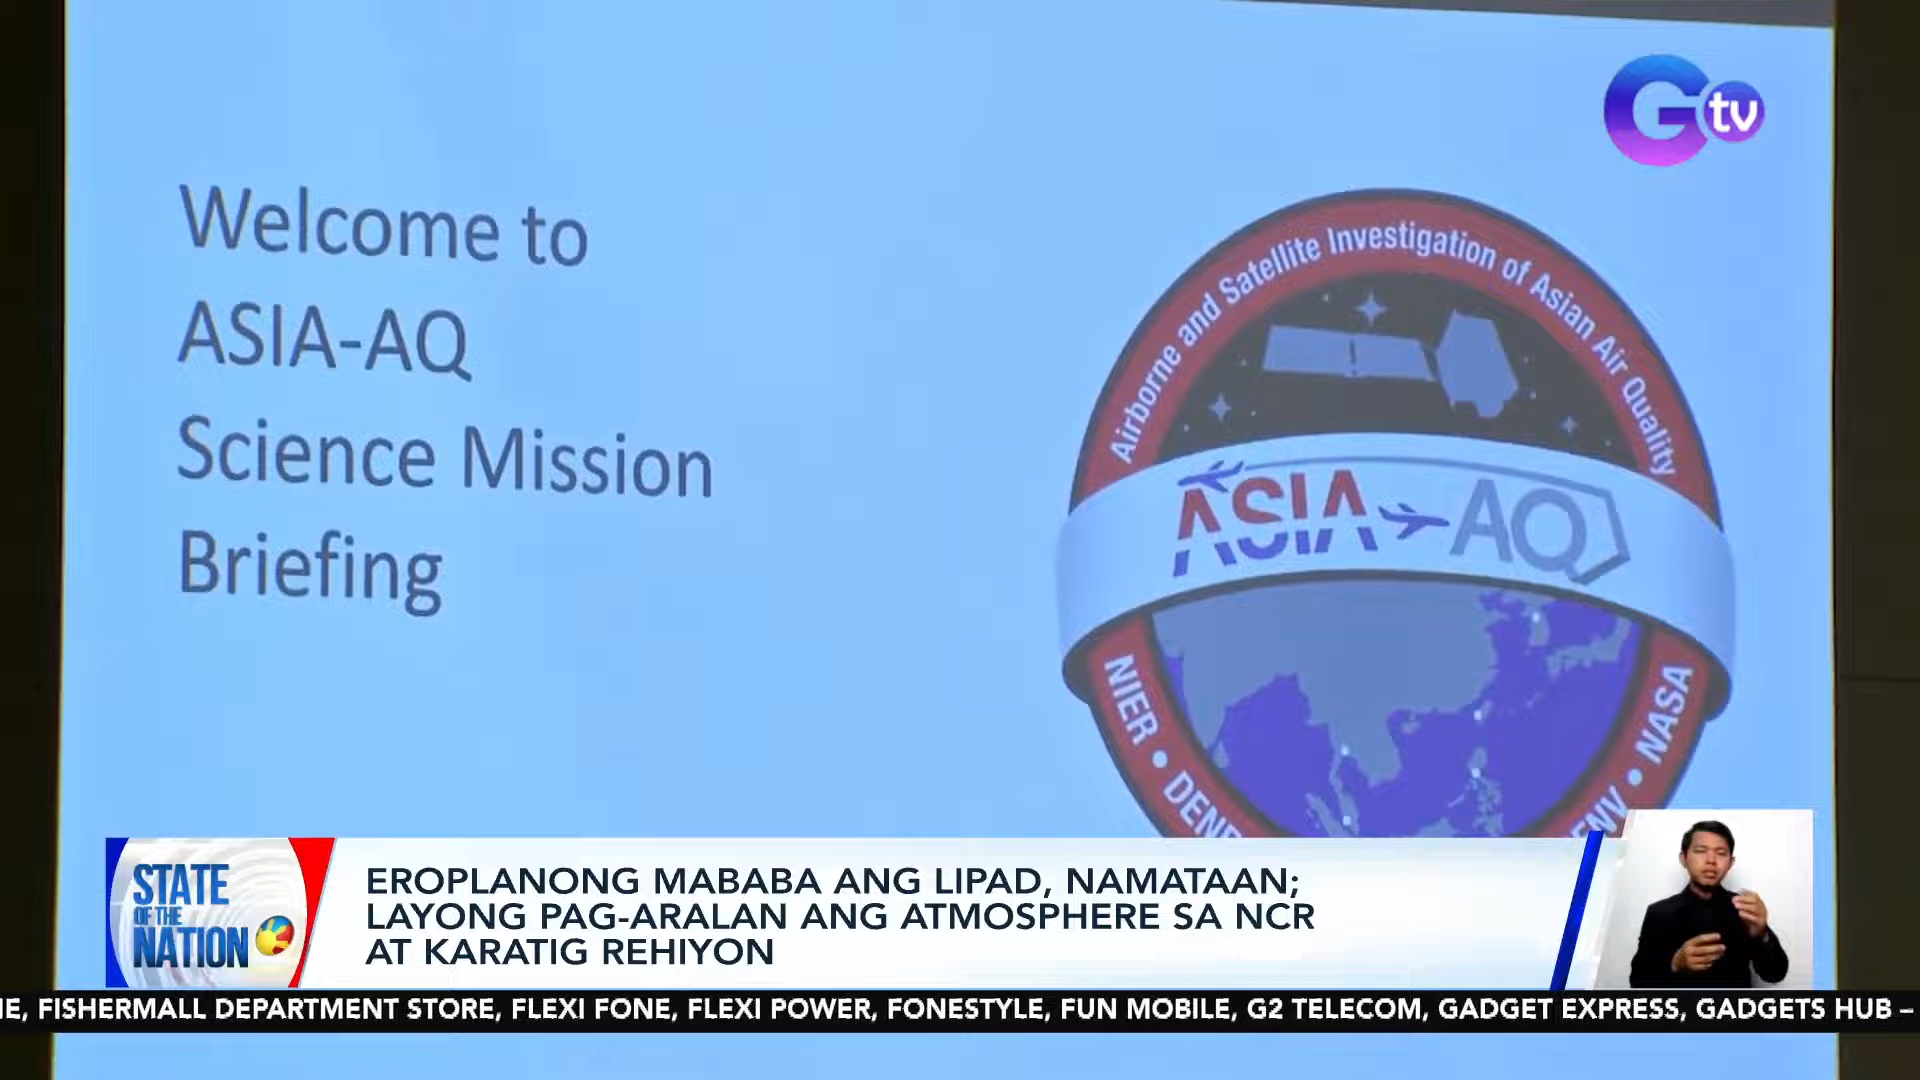 Gtv
Welcome to
ASIA-AQ
Science Mission
Briefing
Airborne and Satellite Investigation of Asian Air Quality
ASIA-AQ
NIER • DENR
• NASA
STATE
OF THE
NATION
EROPLANONG MABABA ANG LIPAD, NAMATAAN;
LAYONG PAG-ARALAN ANG ATMOSPHERE SA NCR
AT KARATIG REHIYON
FISHERMALL DEPARTMENT STORE, FLEXI FONE, FLEXI POWER, FONESTYLE, FUN MOBILE, G2 TELECOM, GADGET EXPRESS, GADGETS HUB –